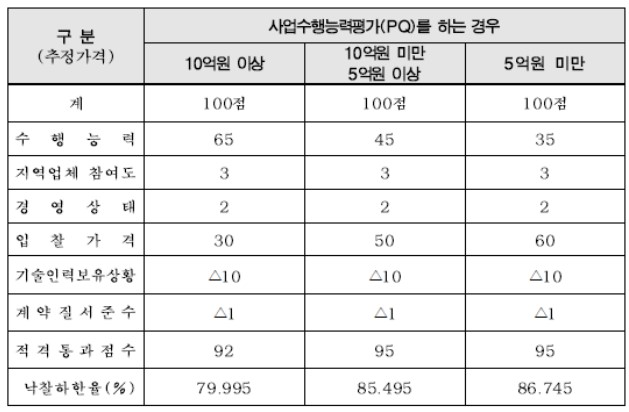 구 분
(추정가격)
사업수행능력평가(PQ)를 하는 경우
10억원 이상
10억원 미만
5억원 이상
5억원 미만
계 100점 100점 100점
수 행 능 력 65 45 35
지역업체 참여도 3 3 3
경 영 상 태 2 2 2
입 찰 가 격 30 50 60
기술인력보유상황 △10 △10 △10
계 약 질 서 준 수 △1 △1 △1
적 격 통 과 점 수 92 95 95
낙찰하한율(%) 79.995 85.495 86.745